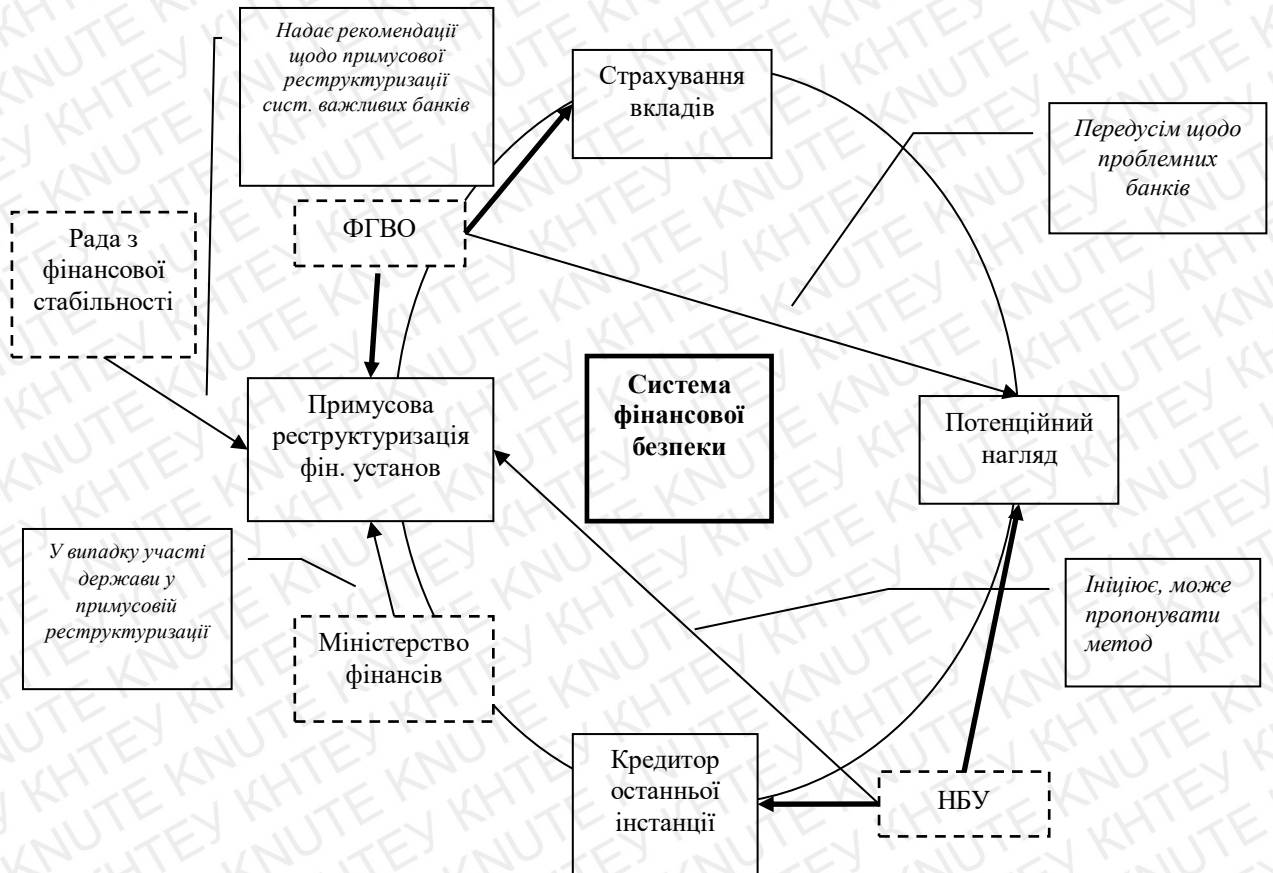 Надає рекомендації
щодо примусової
реструктуризації
сист. важливих банків
Страхування
вкладів
Передусім щодо
проблемних
банків
ФГВО
Рада з
фінансової
стабільності
Примусова
реструктуризація
фін. установ
Система
фінансової
безпеки
Потенційний
нагляд
У випадку участі
держави у
примусовій
реструктуризації
Міністерство
фінансів
Ініціює, може
пропонувати
метод
Кредитор
останньої
інстанції
НБУ
КНТЕУ KNUTE